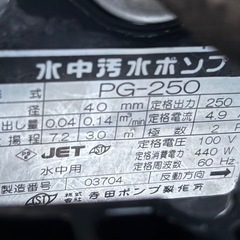 水中汚水ポンプ
式 PG-250
径 40 mm 定格出力 250
出し量 0.04 0.14 m³/min 定格電流 4.9
揚程 7.2 3.0 m 極数 2 P
JET 定格電圧 100 V
水中用 定格消費電力 440 W
定格周波数 60 Hz
製造番号 03704 反動方向
株式会社 寺田ポンプ製作所